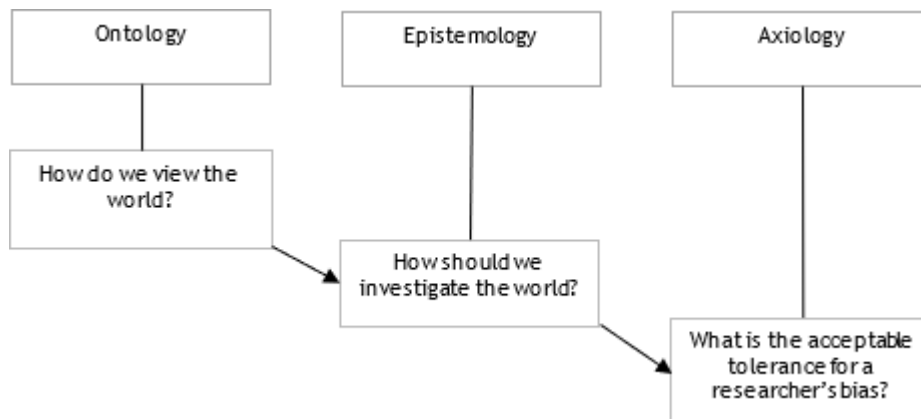 Ontology
Epistemology
Axiology
How do we view the
world?
How should we
investigate the world?
What is the acceptable
tolerance for a
researcher's bias?